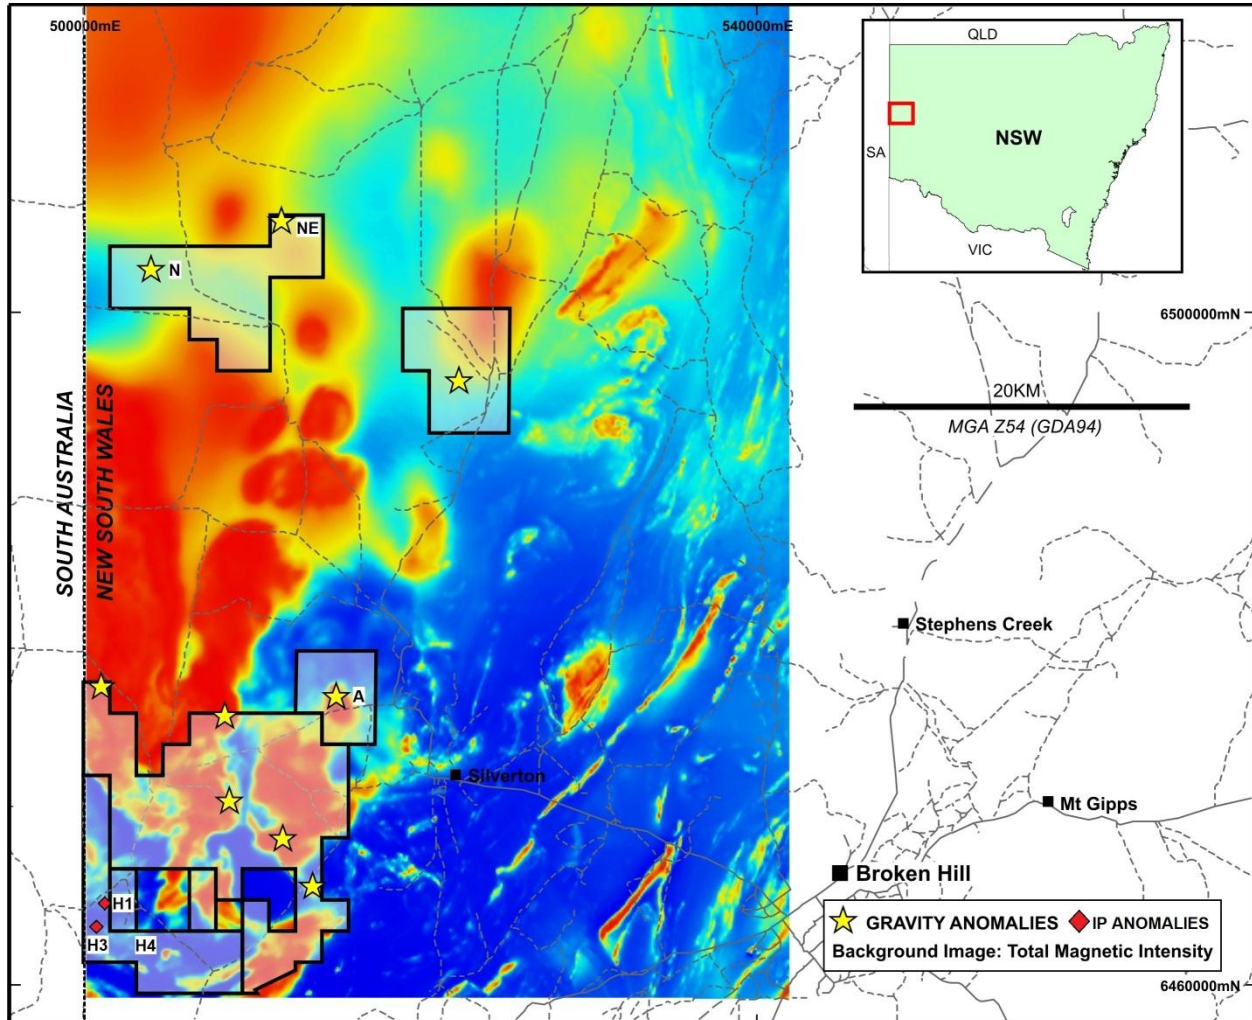 500000mE
540000mE
QLD
NSW
SA
VIC
NE
N
6500000mN
20KM
MGA Z54 (GDA94)
SOUTH AUSTRALIA
NEW SOUTH WALES
Stephens Creek
A
Silverton
Mt Gipps
Broken Hill
H1
H3
H4
GRAVITY ANOMALIES
IP ANOMALIES
Background Image: Total Magnetic Intensity
6460000mN